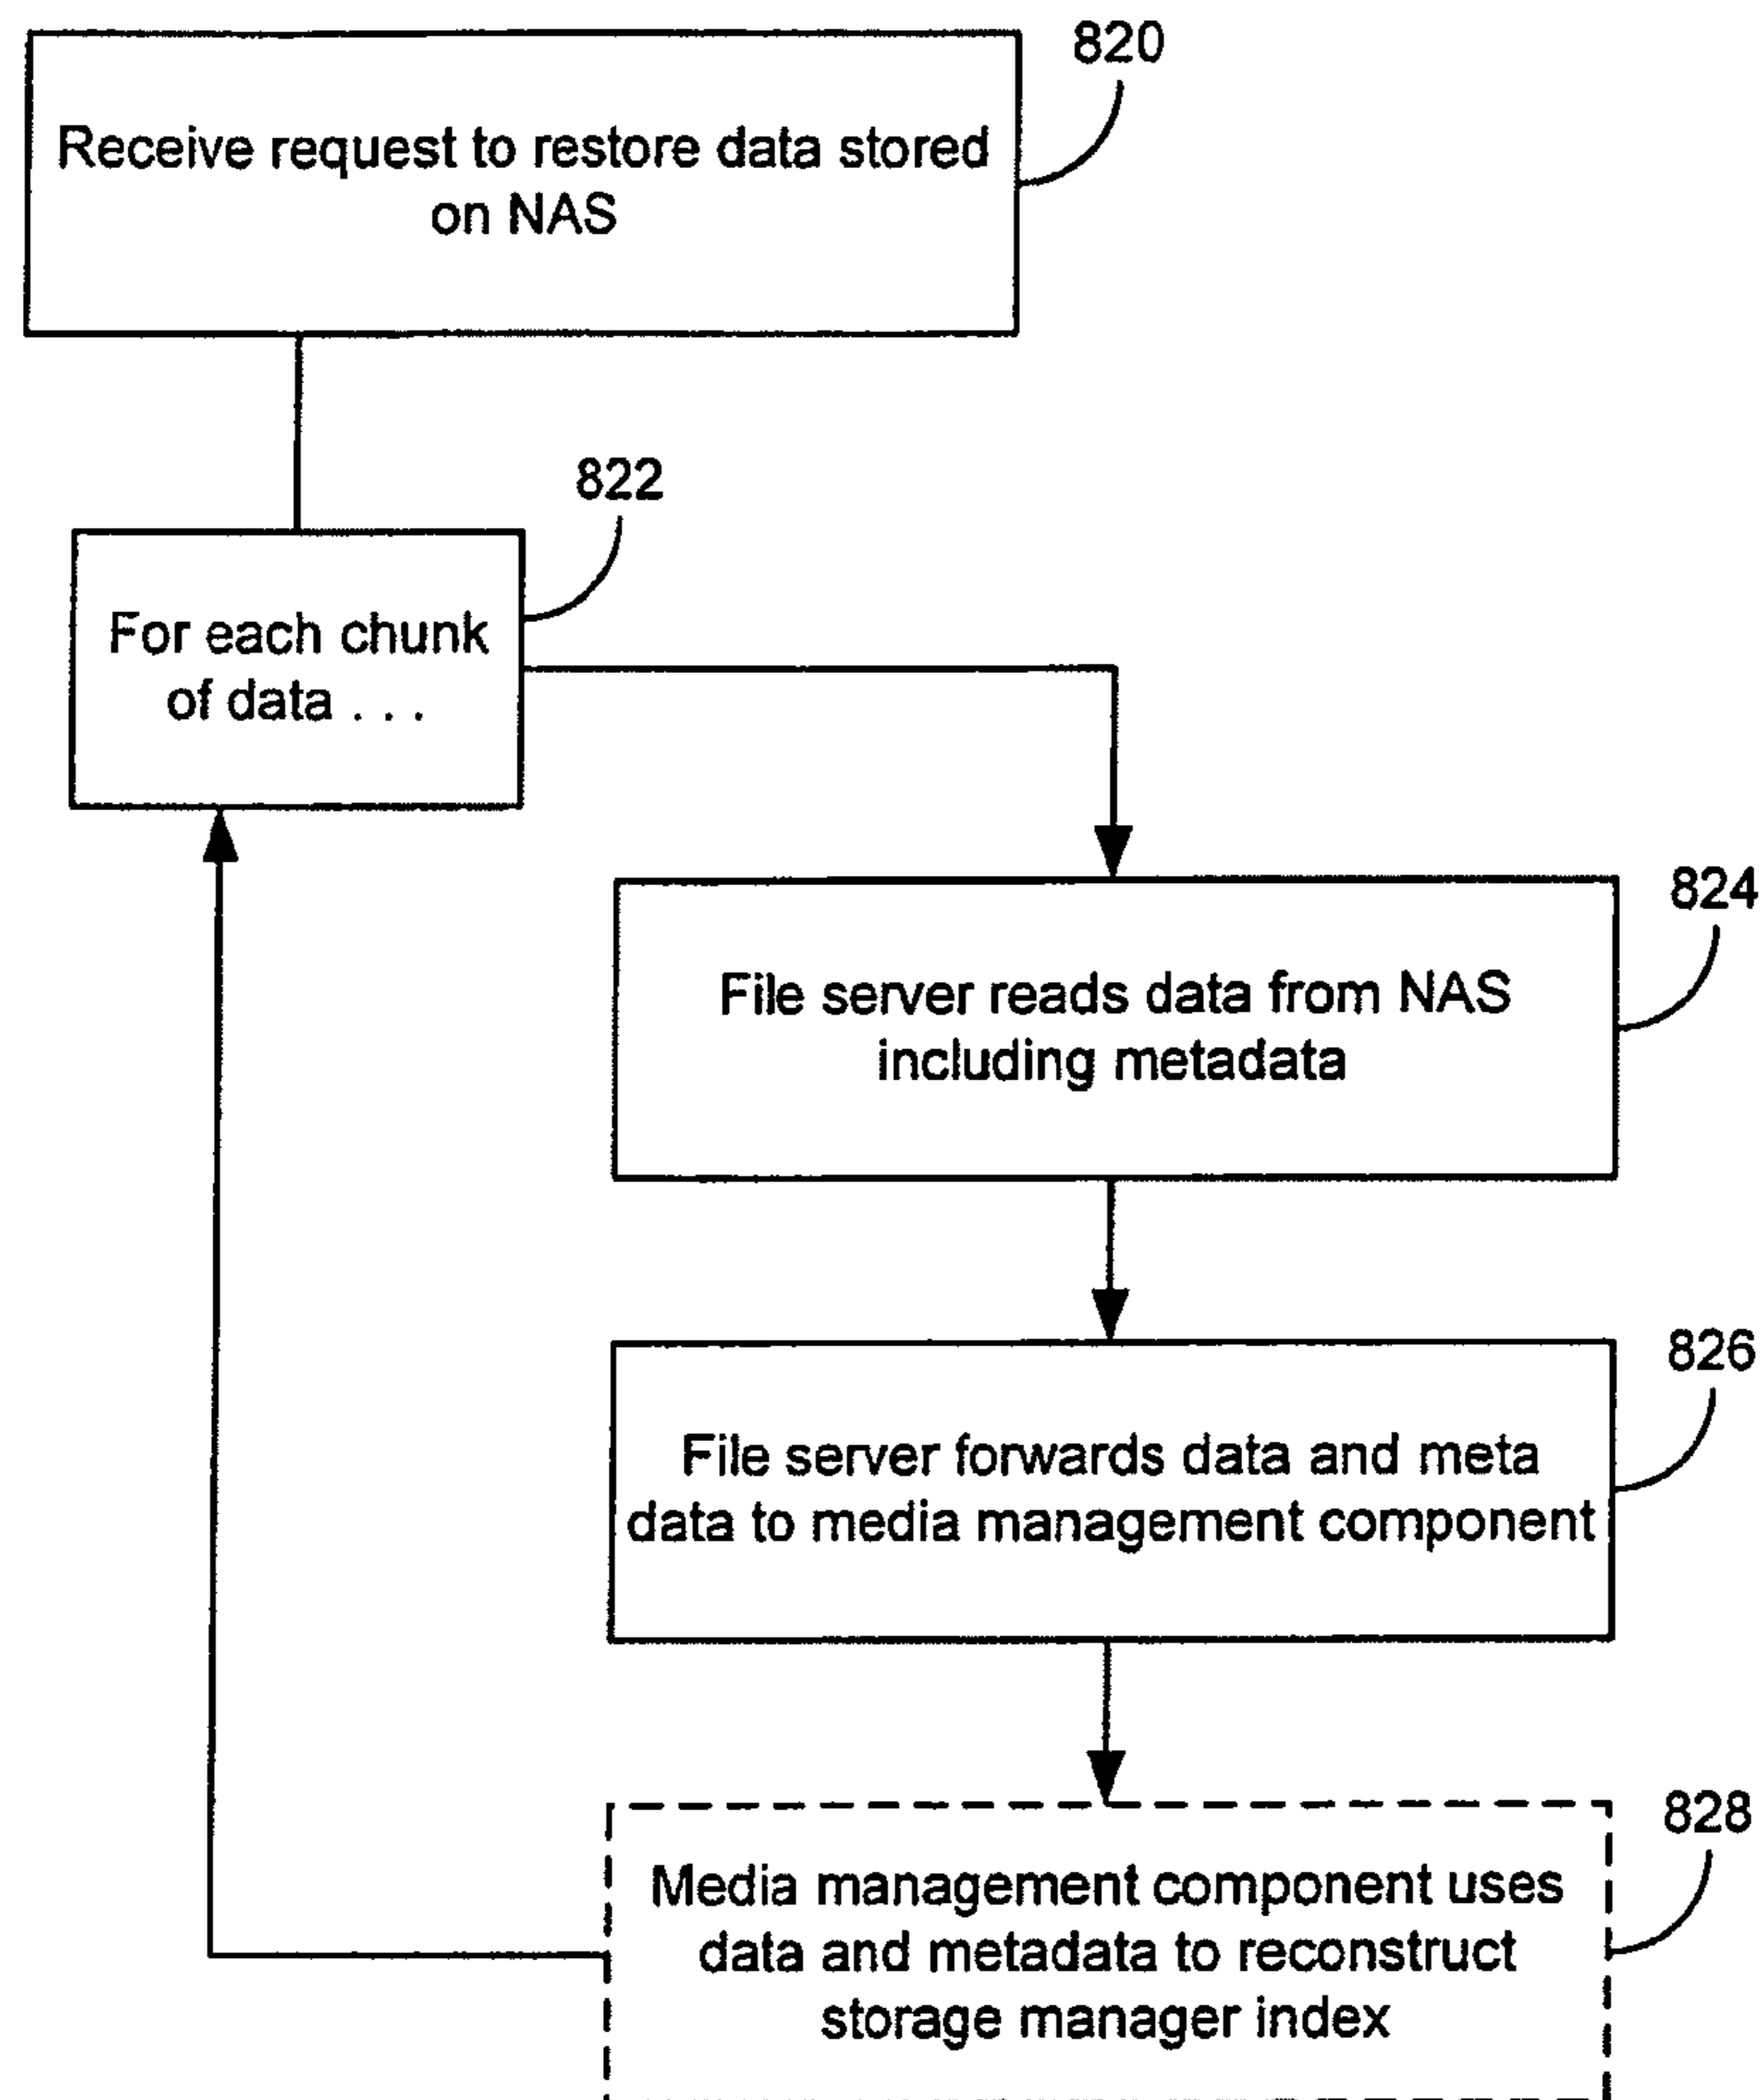 820
Receive request to restore data stored
on NAS
822
For each chunk
of data . . .
824
File server reads data from NAS
including metadata
826
File server forwards data and meta
data to media management component
828
Media management component uses
data and metadata to reconstruct
storage manager index